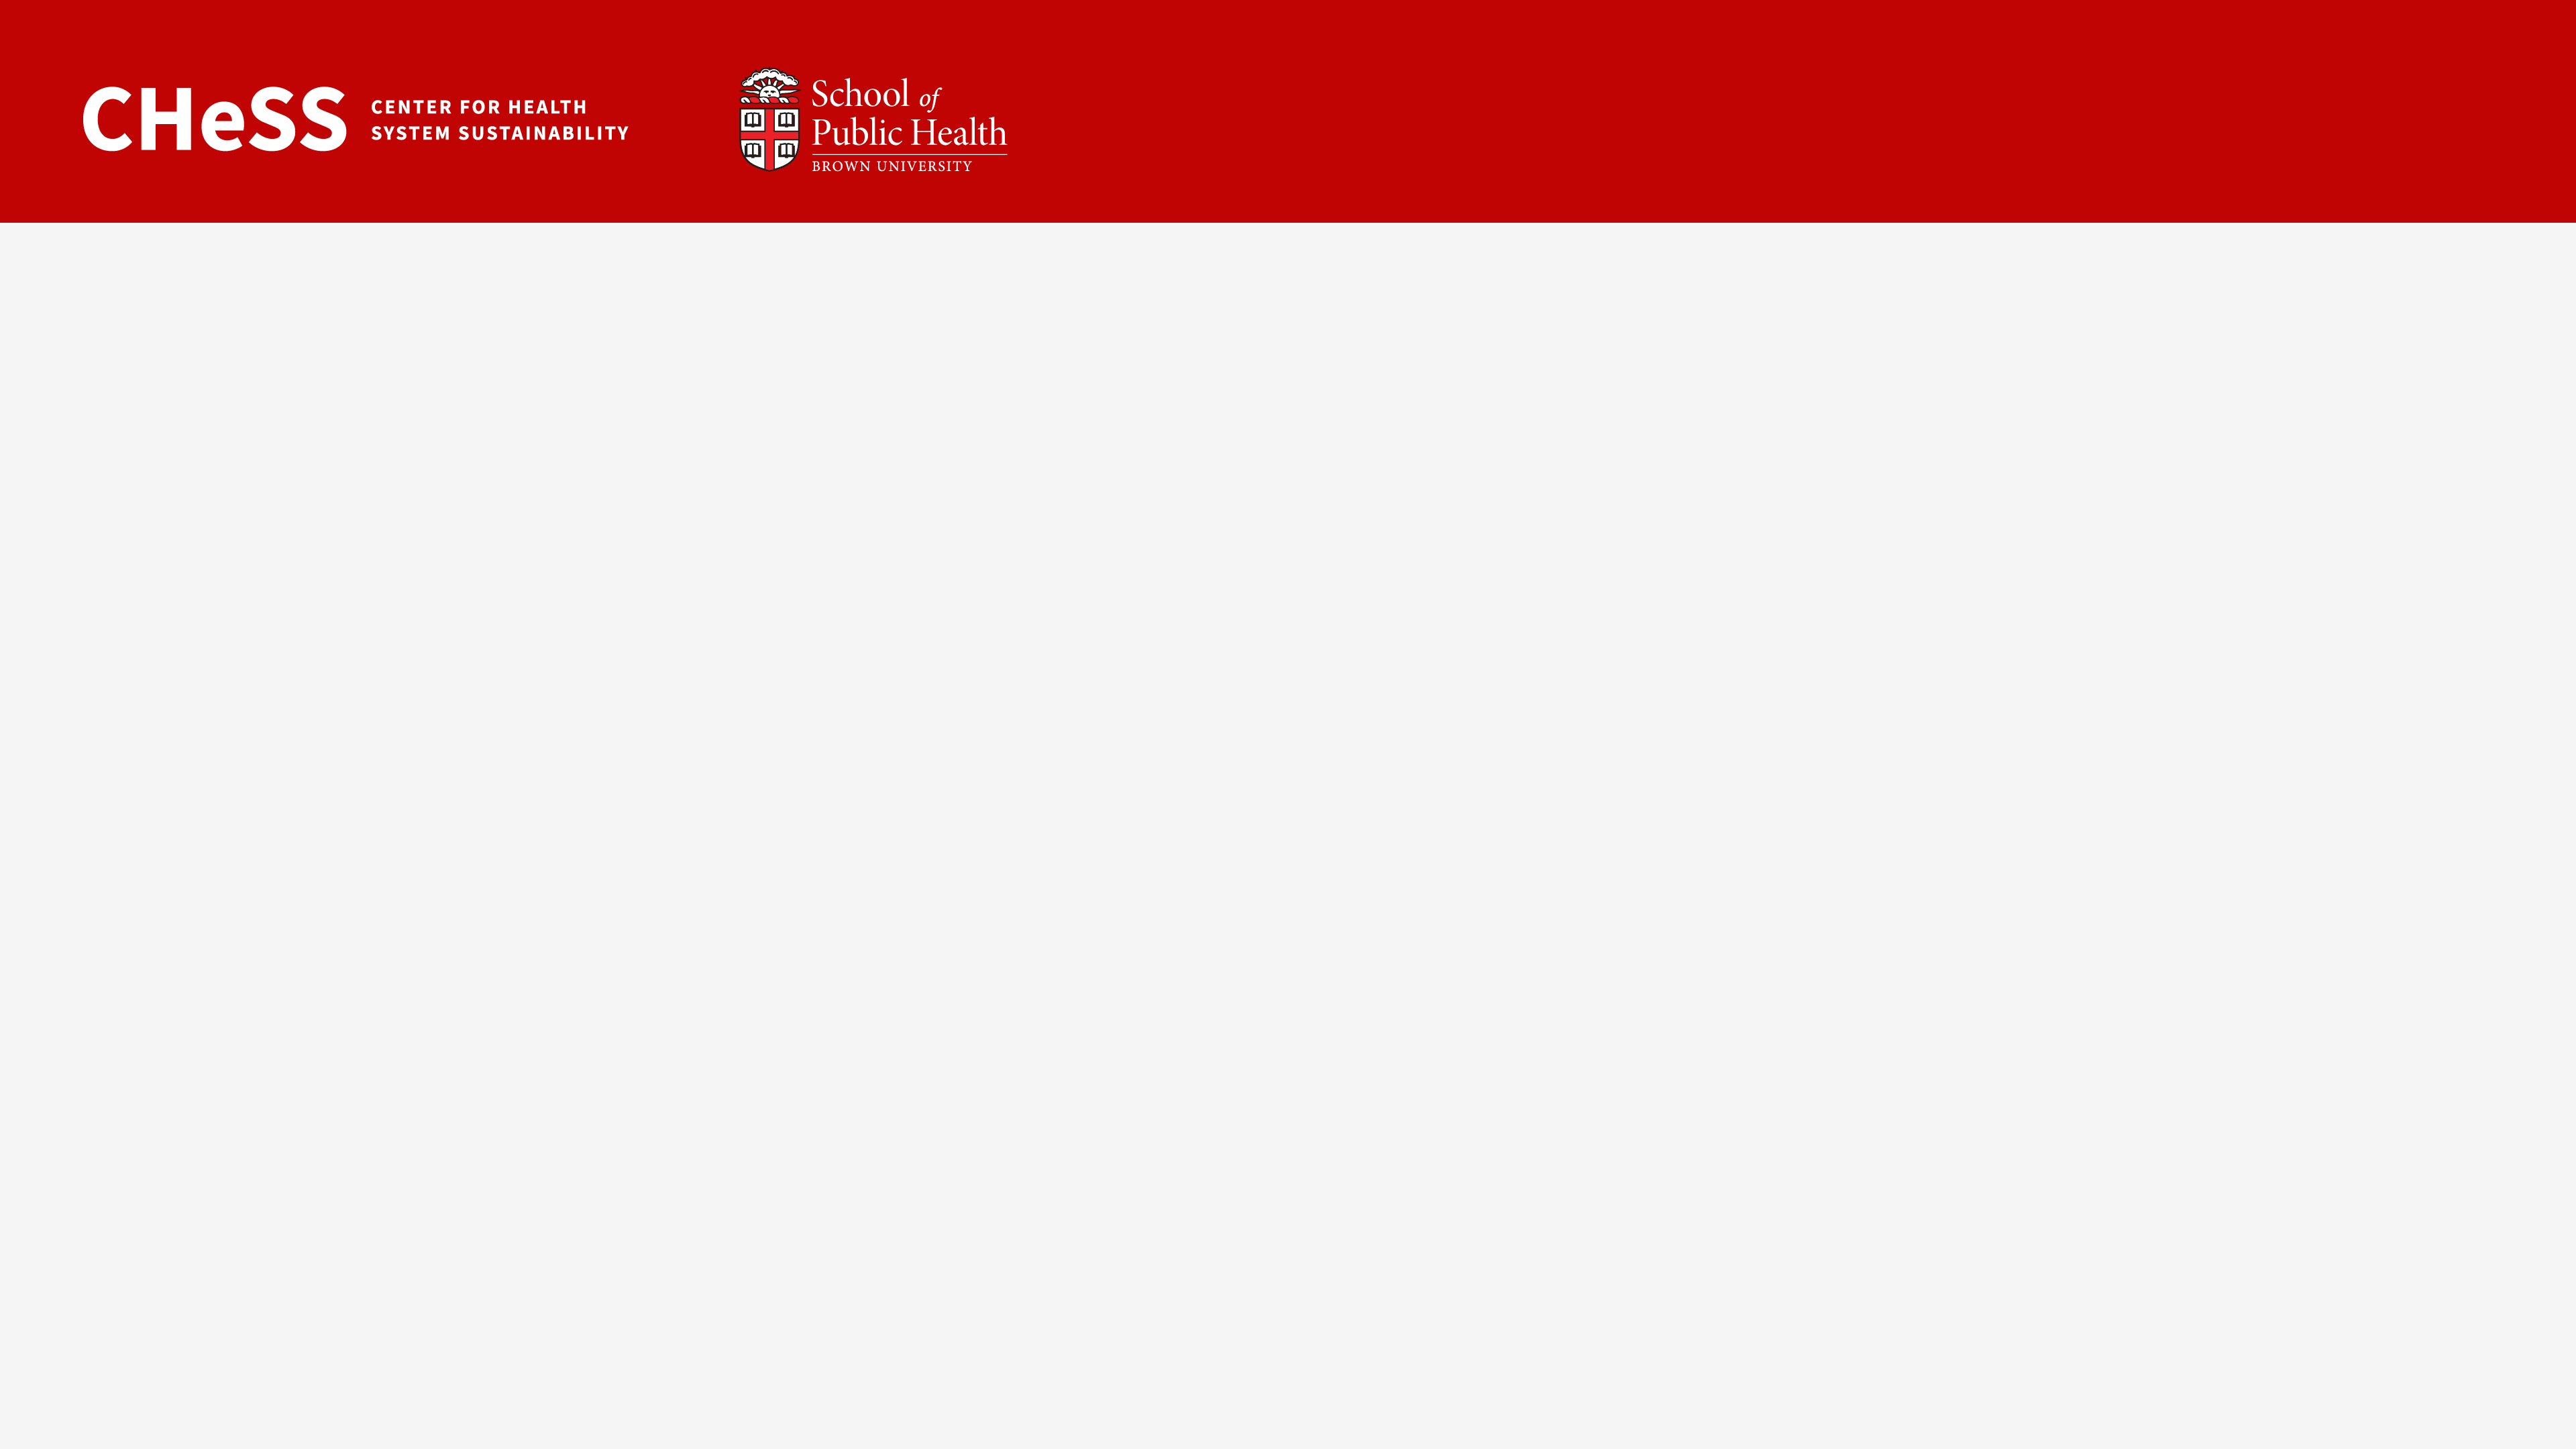 CHeSS
CENTER FOR HEALTH
SYSTEM SUSTAINABILITY
School of
Public Health
BROWN UNIVERSITY